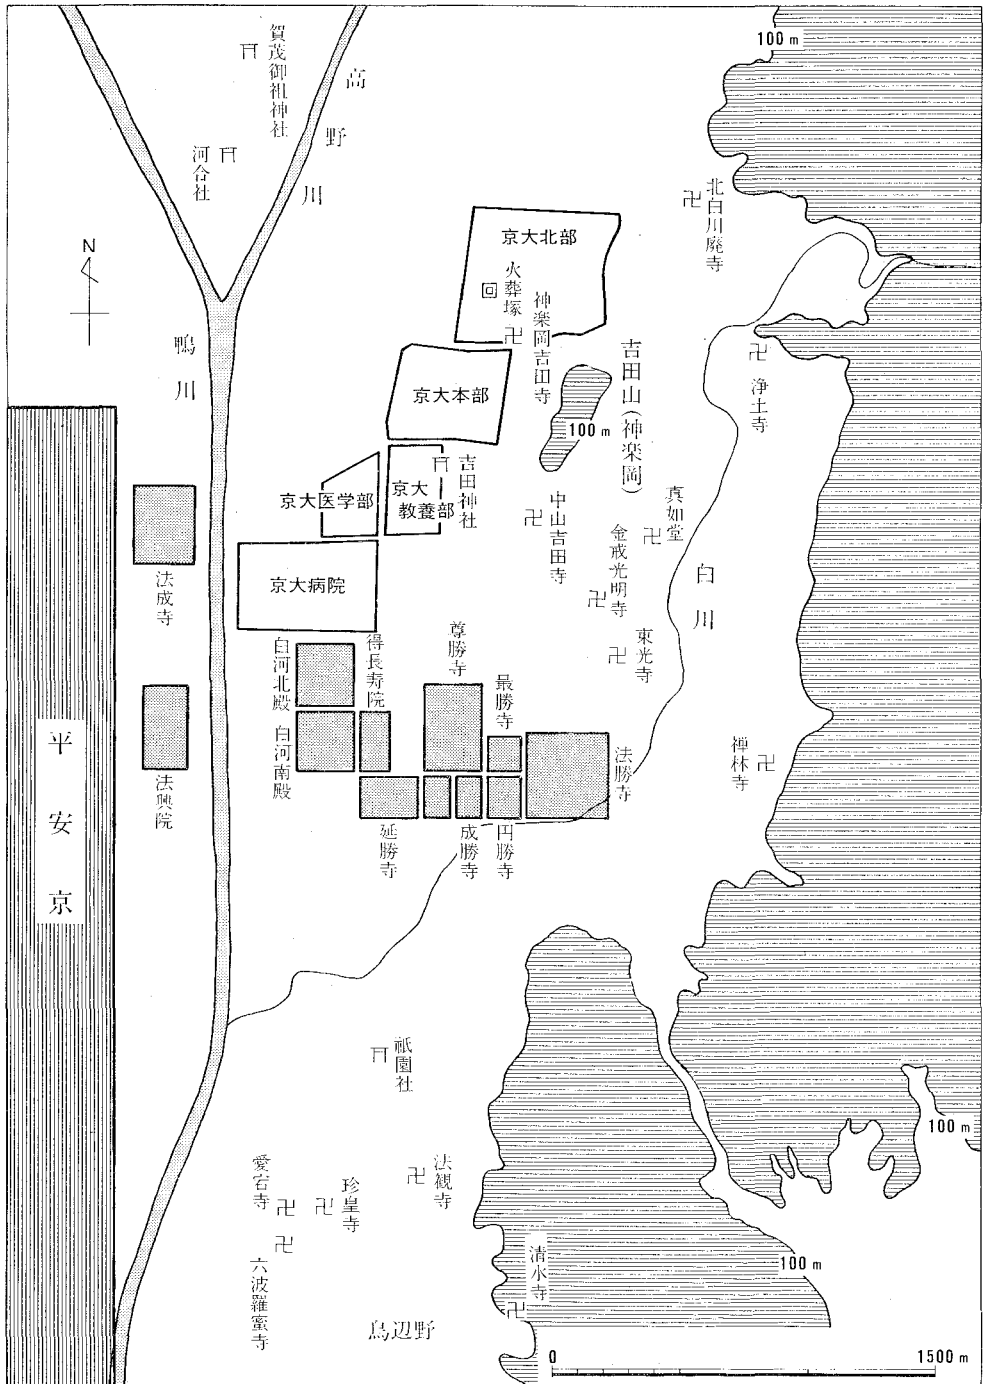 100 m
賀茂御祖神社
高野川
河合社
北白川廃寺
N
京大北部
火葬塚
神楽岡吉田寺
鴨川
吉田山(神楽岡)
浄土寺
京大本部
100 m
吉田神社
京大医学部
京大
教養部
中山吉田寺
真如堂
金戒光明寺
白川
京大病院
法成寺
東光寺
白河北殿
得長寿院
尊勝寺
最勝寺
白河南殿
法勝寺
禅林寺
平安京
法興院
延勝寺
成勝寺
円勝寺
祇園社
100 m
法観寺
愛宕寺
珍皇寺
清水寺
100 m
六波羅蜜寺
鳥辺野
0
1500 m